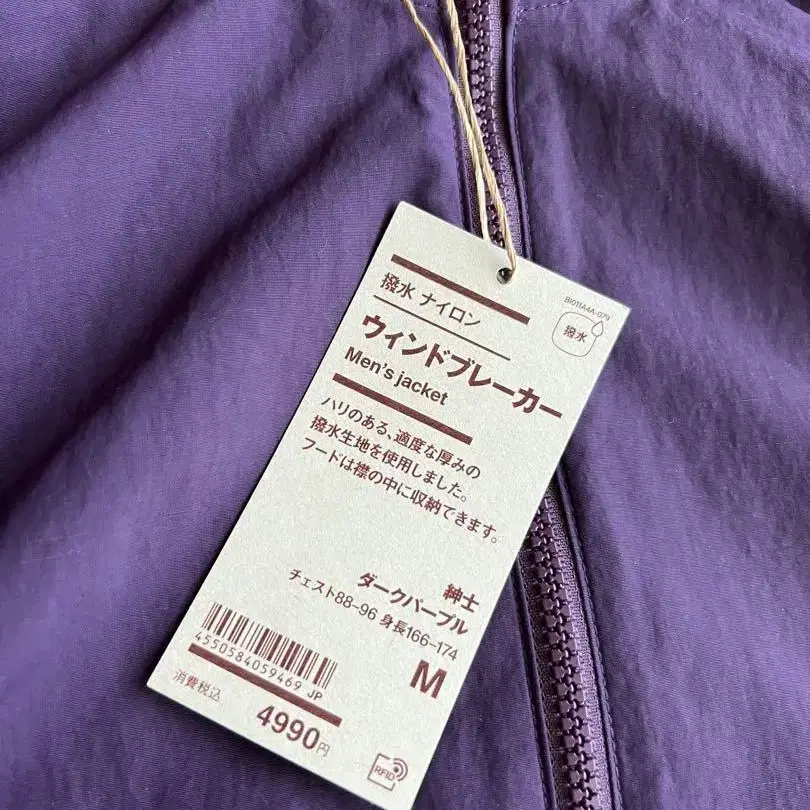 BI011A4A-079
撥水 ナイロン
撥水
ウィンドブレーカー
Men's jacket
ハリのある、適度な厚みの
撥水生地を使用しました。
フードは襟の中に収納できます。
紳士
ダークパープル
チェスト88-96 身長166-174
M
4550584059469 JP
消費税込
4990円
RFID